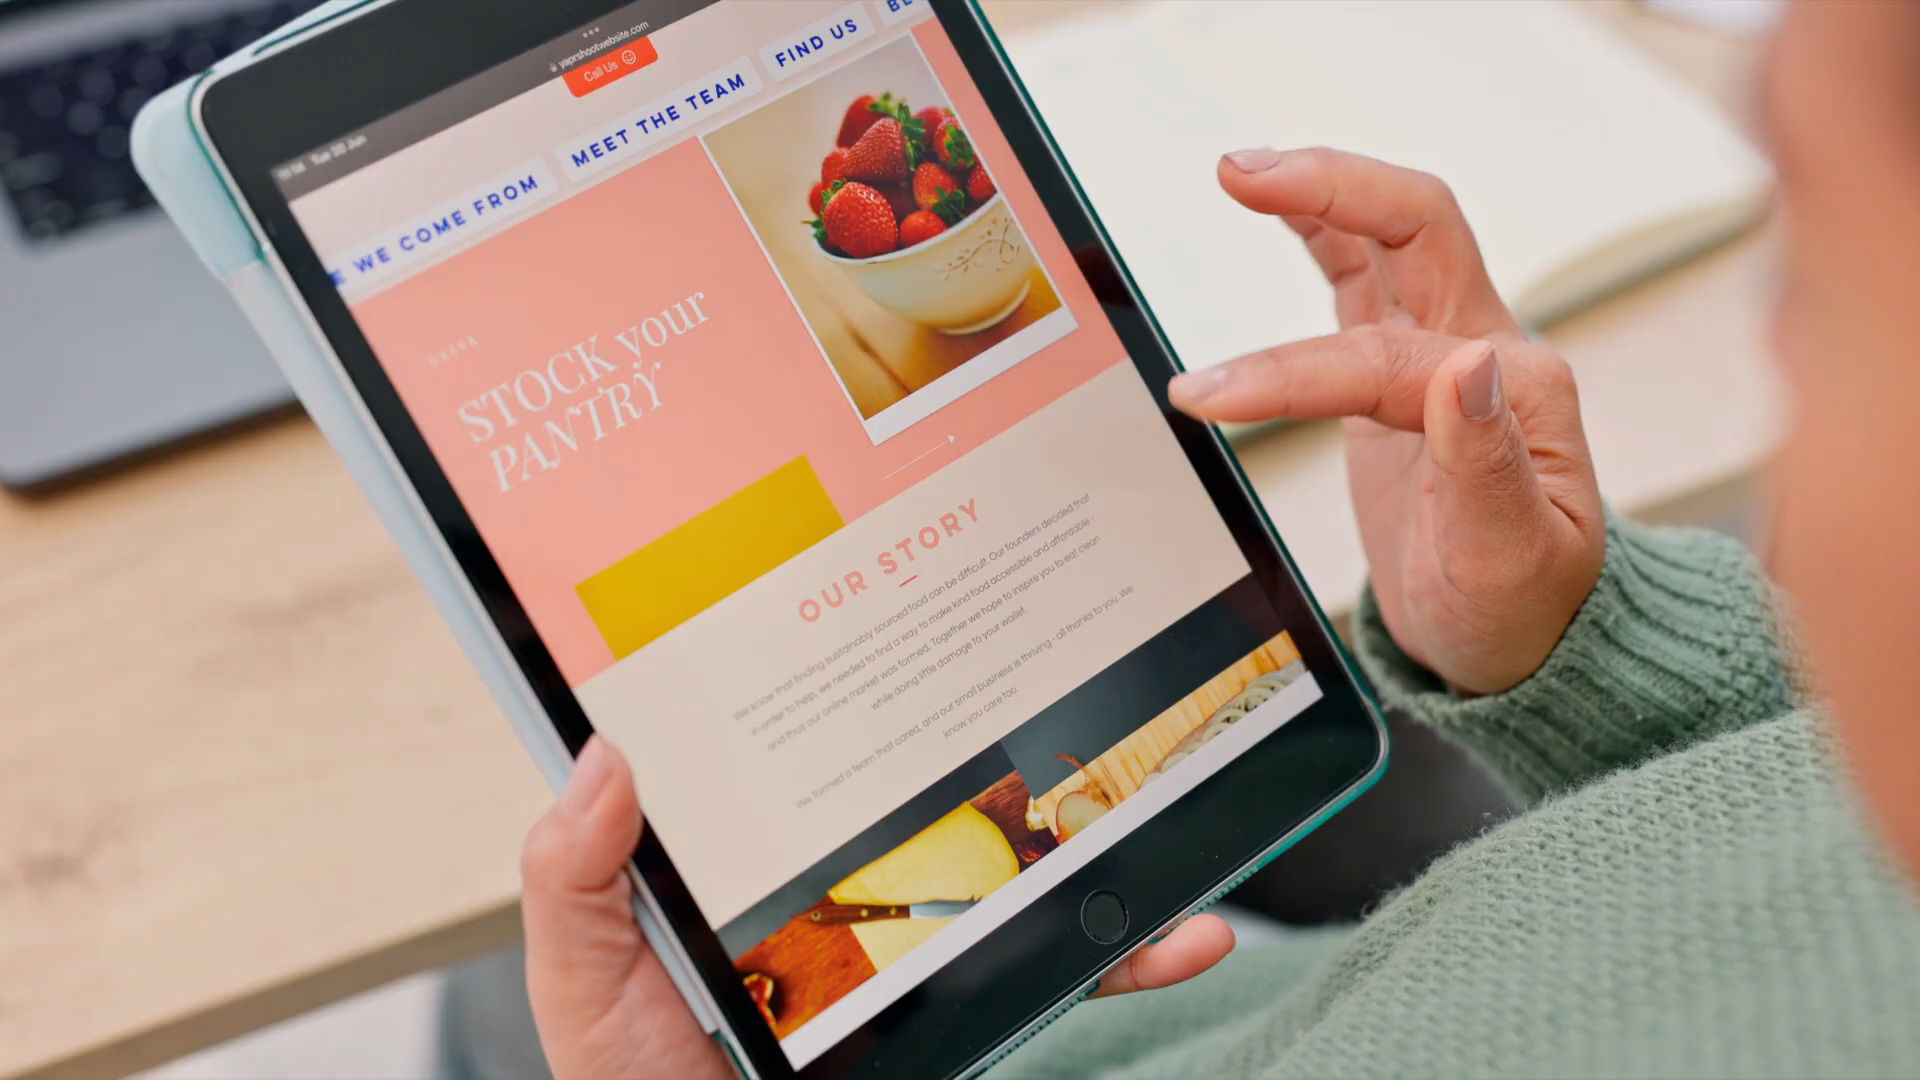 Tue 20 Jun
yaprshootwebsite.com
Call Us
E WE COME FROM
MEET THE TEAM
FIND US
STOCK your
PANTRY
OUR STORY
We know that finding sustainably sourced food can be difficult. Our founders decided that
in order to help, we needed to find a way to make kind food accessible and affordable -
and thus our online market was formed. Together we hope to inspire you to eat clean
while doing little damage to your wallet.
We formed a team that cared, and our small business is thriving - all thanks to you. We
know you care too.